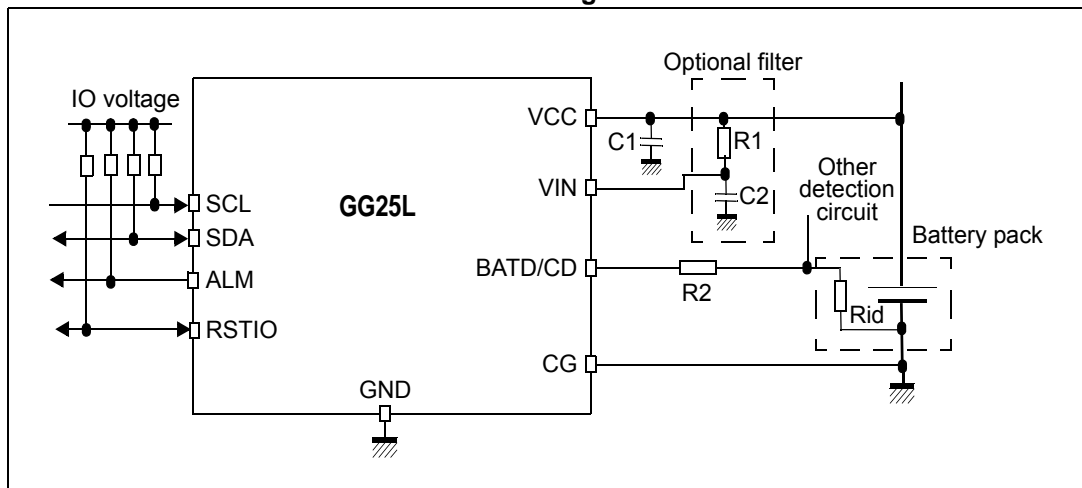 IO voltage
SCL
SDA
ALM
RSTIO
GG25L
GND
VCC
VIN
BATD/CD
CG
Optional filter
C1
R1
C2
R2
Other
detection
circuit
Battery pack
Rid